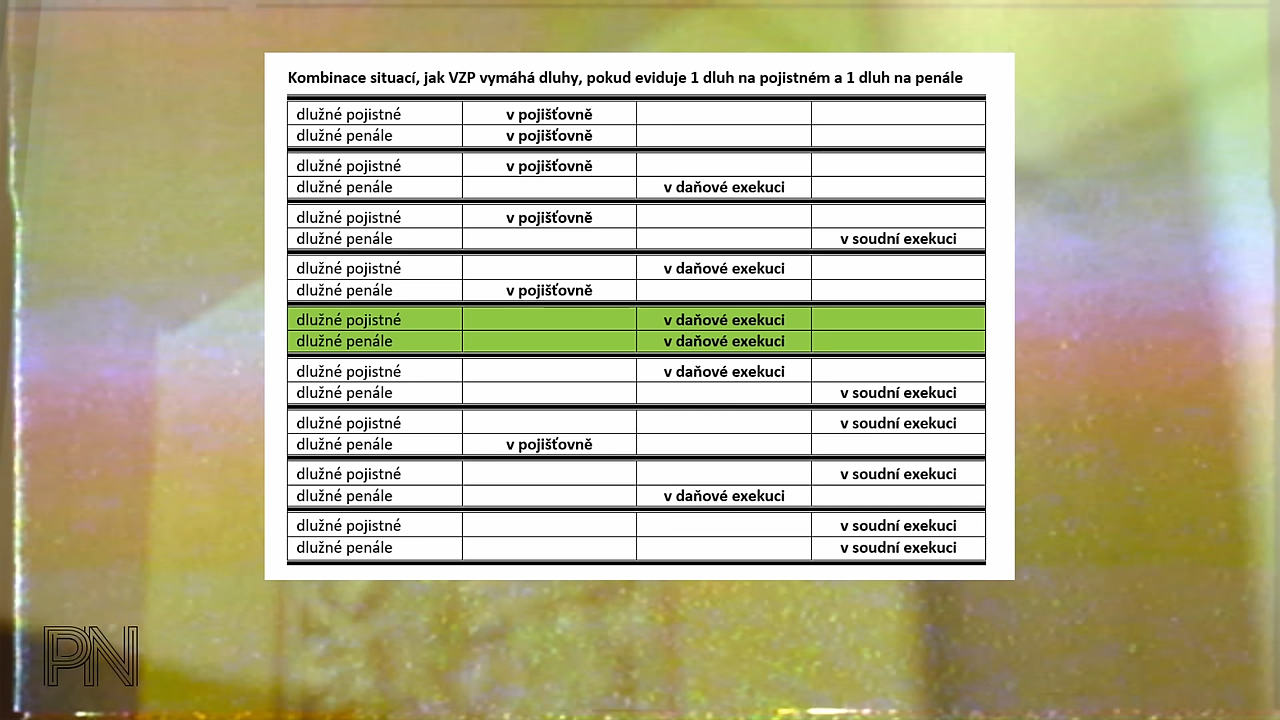 Kombinace situací, jak VZP vymáhá dluhy, pokud eviduje 1 dluh na pojistném a 1 dluh na penále
dlužné pojistné v pojišťovně
dlužné penále v pojišťovně
dlužné pojistné v pojišťovně
dlužné penále v daňové exekuci
dlužné pojistné v pojišťovně
dlužné penále v soudní exekuci
dlužné pojistné v daňové exekuci
dlužné penále v pojišťovně
dlužné pojistné v daňové exekuci
dlužné penále v daňové exekuci
dlužné pojistné v daňové exekuci
dlužné penále v soudní exekuci
dlužné pojistné v soudní exekuci
dlužné penále v pojišťovně
dlužné pojistné v soudní exekuci
dlužné penále v daňové exekuci
dlužné pojistné v soudní exekuci
dlužné penále v soudní exekuci
PN